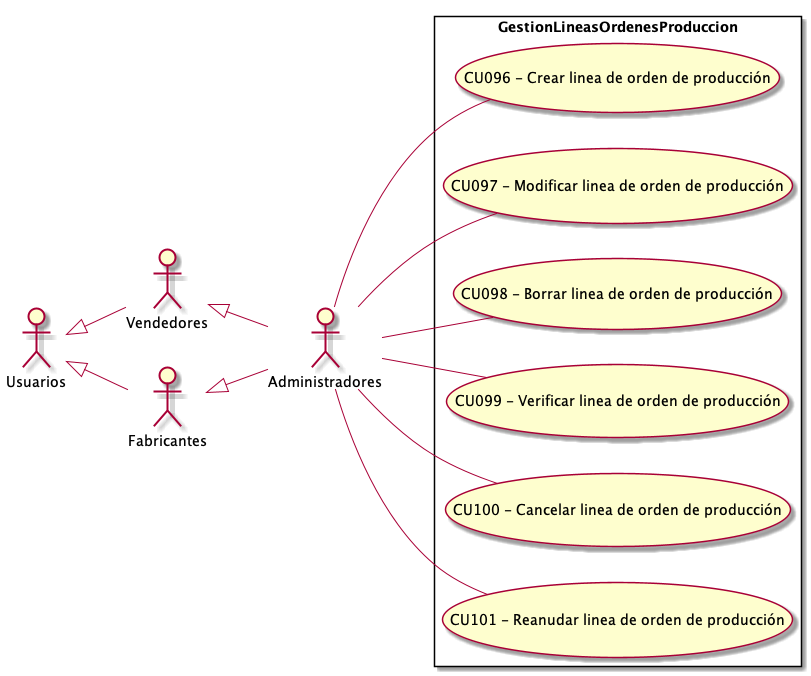 GestionLineasOrdenesProduccion
CU096 – Crear linea de orden de producción
CU097 – Modificar linea de orden de producción
CU098 – Borrar linea de orden de producción
Vendedores
Usuarios
Administradores
CU099 – Verificar linea de orden de producción
Fabricantes
CU100 – Cancelar linea de orden de producción
CU101 – Reanudar linea de orden de producción